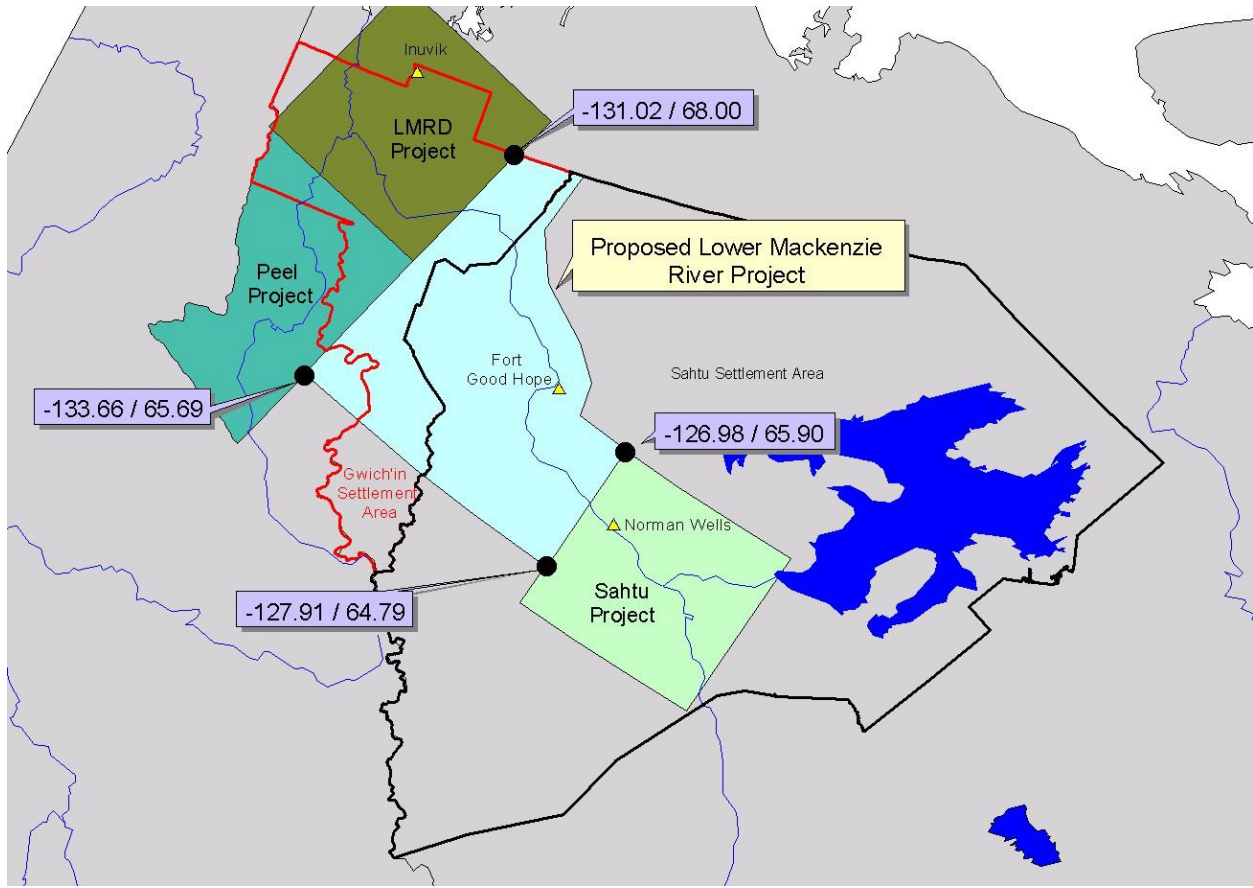 Inuvik
-131.02 / 68.00
LMRD
Project
Proposed Lower Mackenzie
River Project
Peel
Project
Fort
Good Hope
Sahtu Settlement Area
-133.66 / 65.69
-126.98 / 65.90
Gwich'in
Settlement
Area
Norman Wells
Sahtu
Project
-127.91 / 64.79